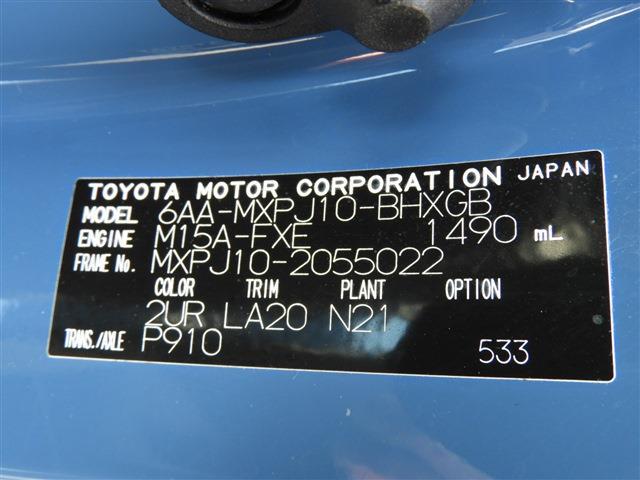 TOYOTA MOTOR CORPORATION JAPAN
MODEL 6AA-MXPJ10-BHXGB
ENGINE M15A-FXE 1490 mL
FRAME No. MXPJ10-2055022
COLOR TRIM PLANT OPTION
2UR LA20 N21
TRANS./AXLE P910 533